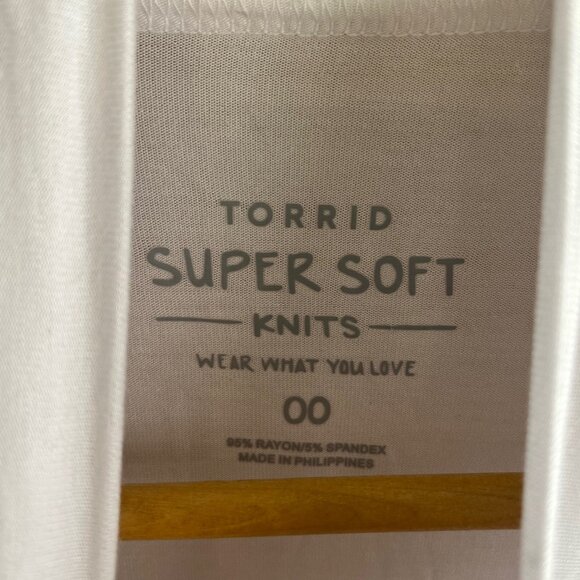 TORRID
SUPER SOFT
KNITS
WEAR WHAT YOU LOVE
00
95% RAYON/5% SPANDEX
MADE IN PHILIPPINES